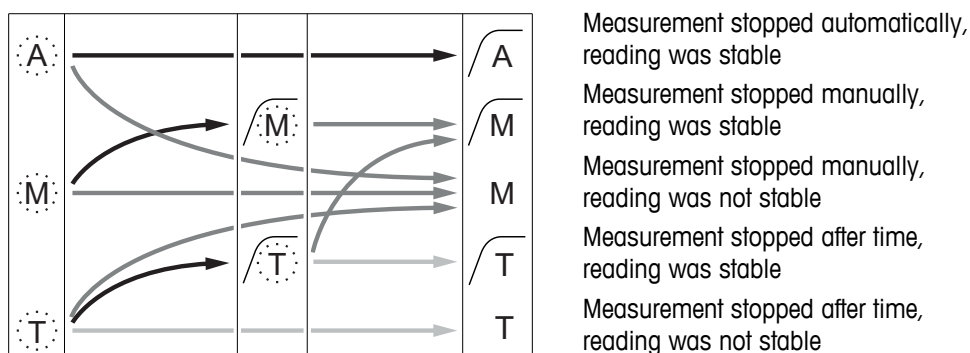 A
A
Measurement stopped automatically,
reading was stable
M
M
Measurement stopped manually,
reading was stable
M
M
Measurement stopped manually,
reading was not stable
T
T
Measurement stopped after time,
reading was stable
T
T
Measurement stopped after time,
reading was not stable